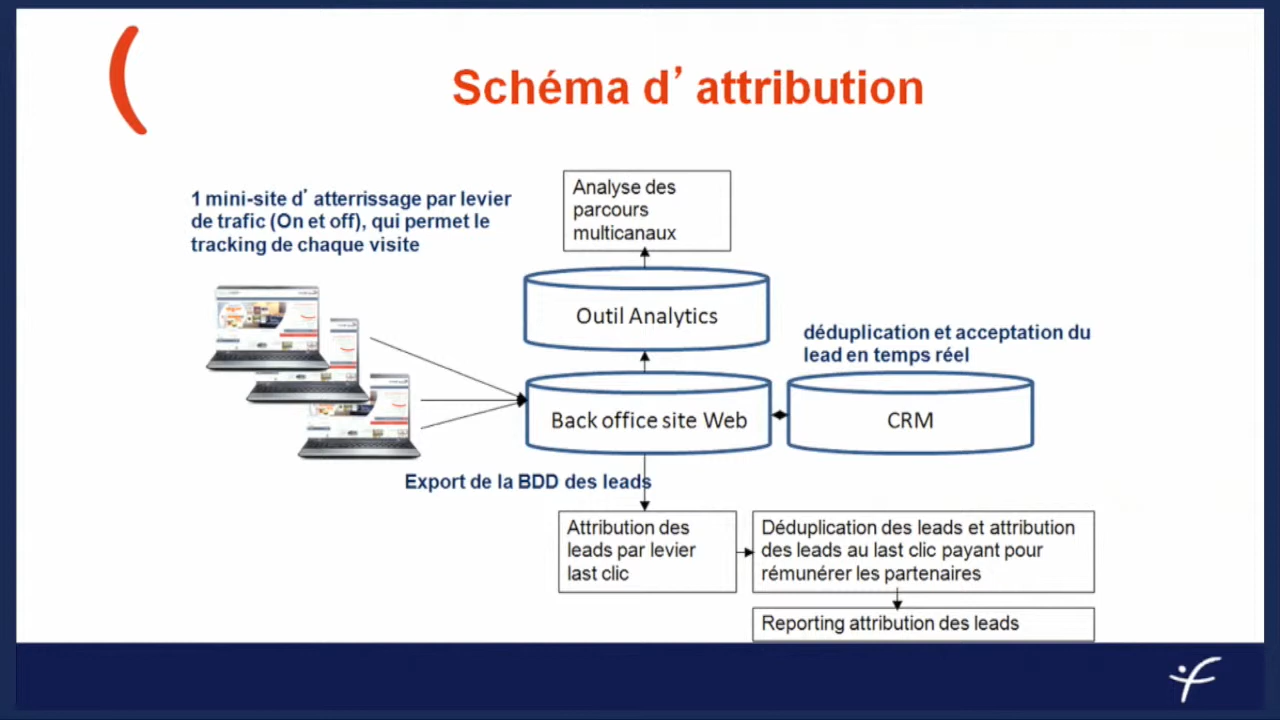 Schéma d’ attribution
1 mini-site d’ atterrissage par levier
de trafic (On et off), qui permet le
tracking de chaque visite
Analyse des
parcours
multicanaux
Outil Analytics
déduplication et acceptation du
lead en temps réel
Back office site Web
CRM
Export de la BDD des leads
Attribution des
leads par levier
last clic
Déduplication des leads et attribution
des leads au last clic payant pour
rémunérer les partenaires
Reporting attribution des leads